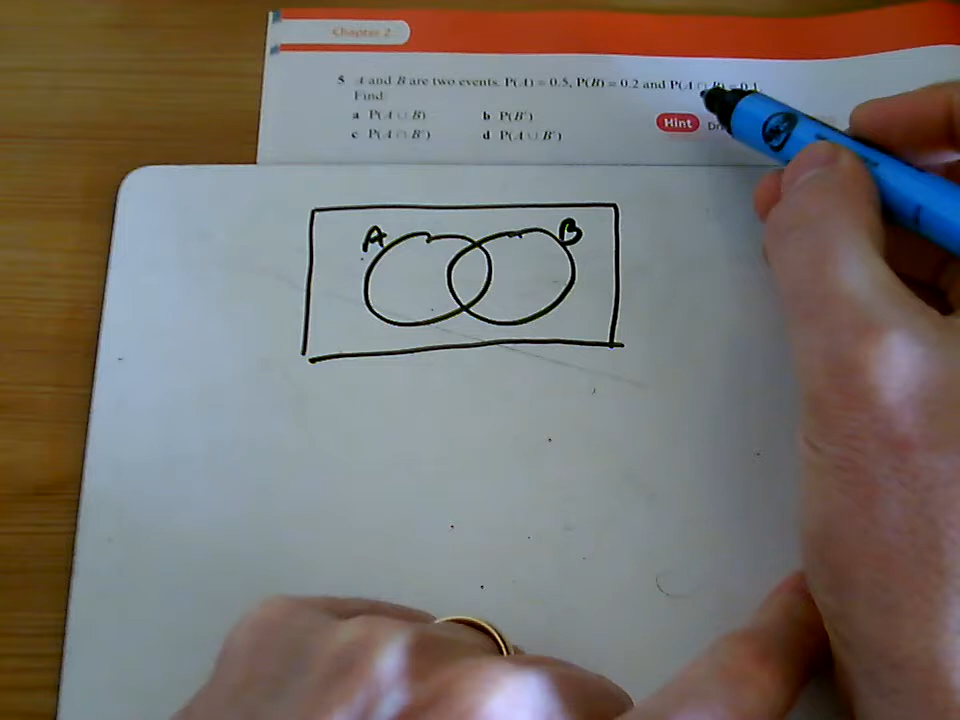 Chapter 2
5 A and B are two events. P(A) = 0.5, P(B) = 0.2 and P(A ∩ B) = 0.1.
Find:
a P(A ∪ B) b P(B′)
c P(A ∩ B′) d P(A ∪ B′)
Hint
A B